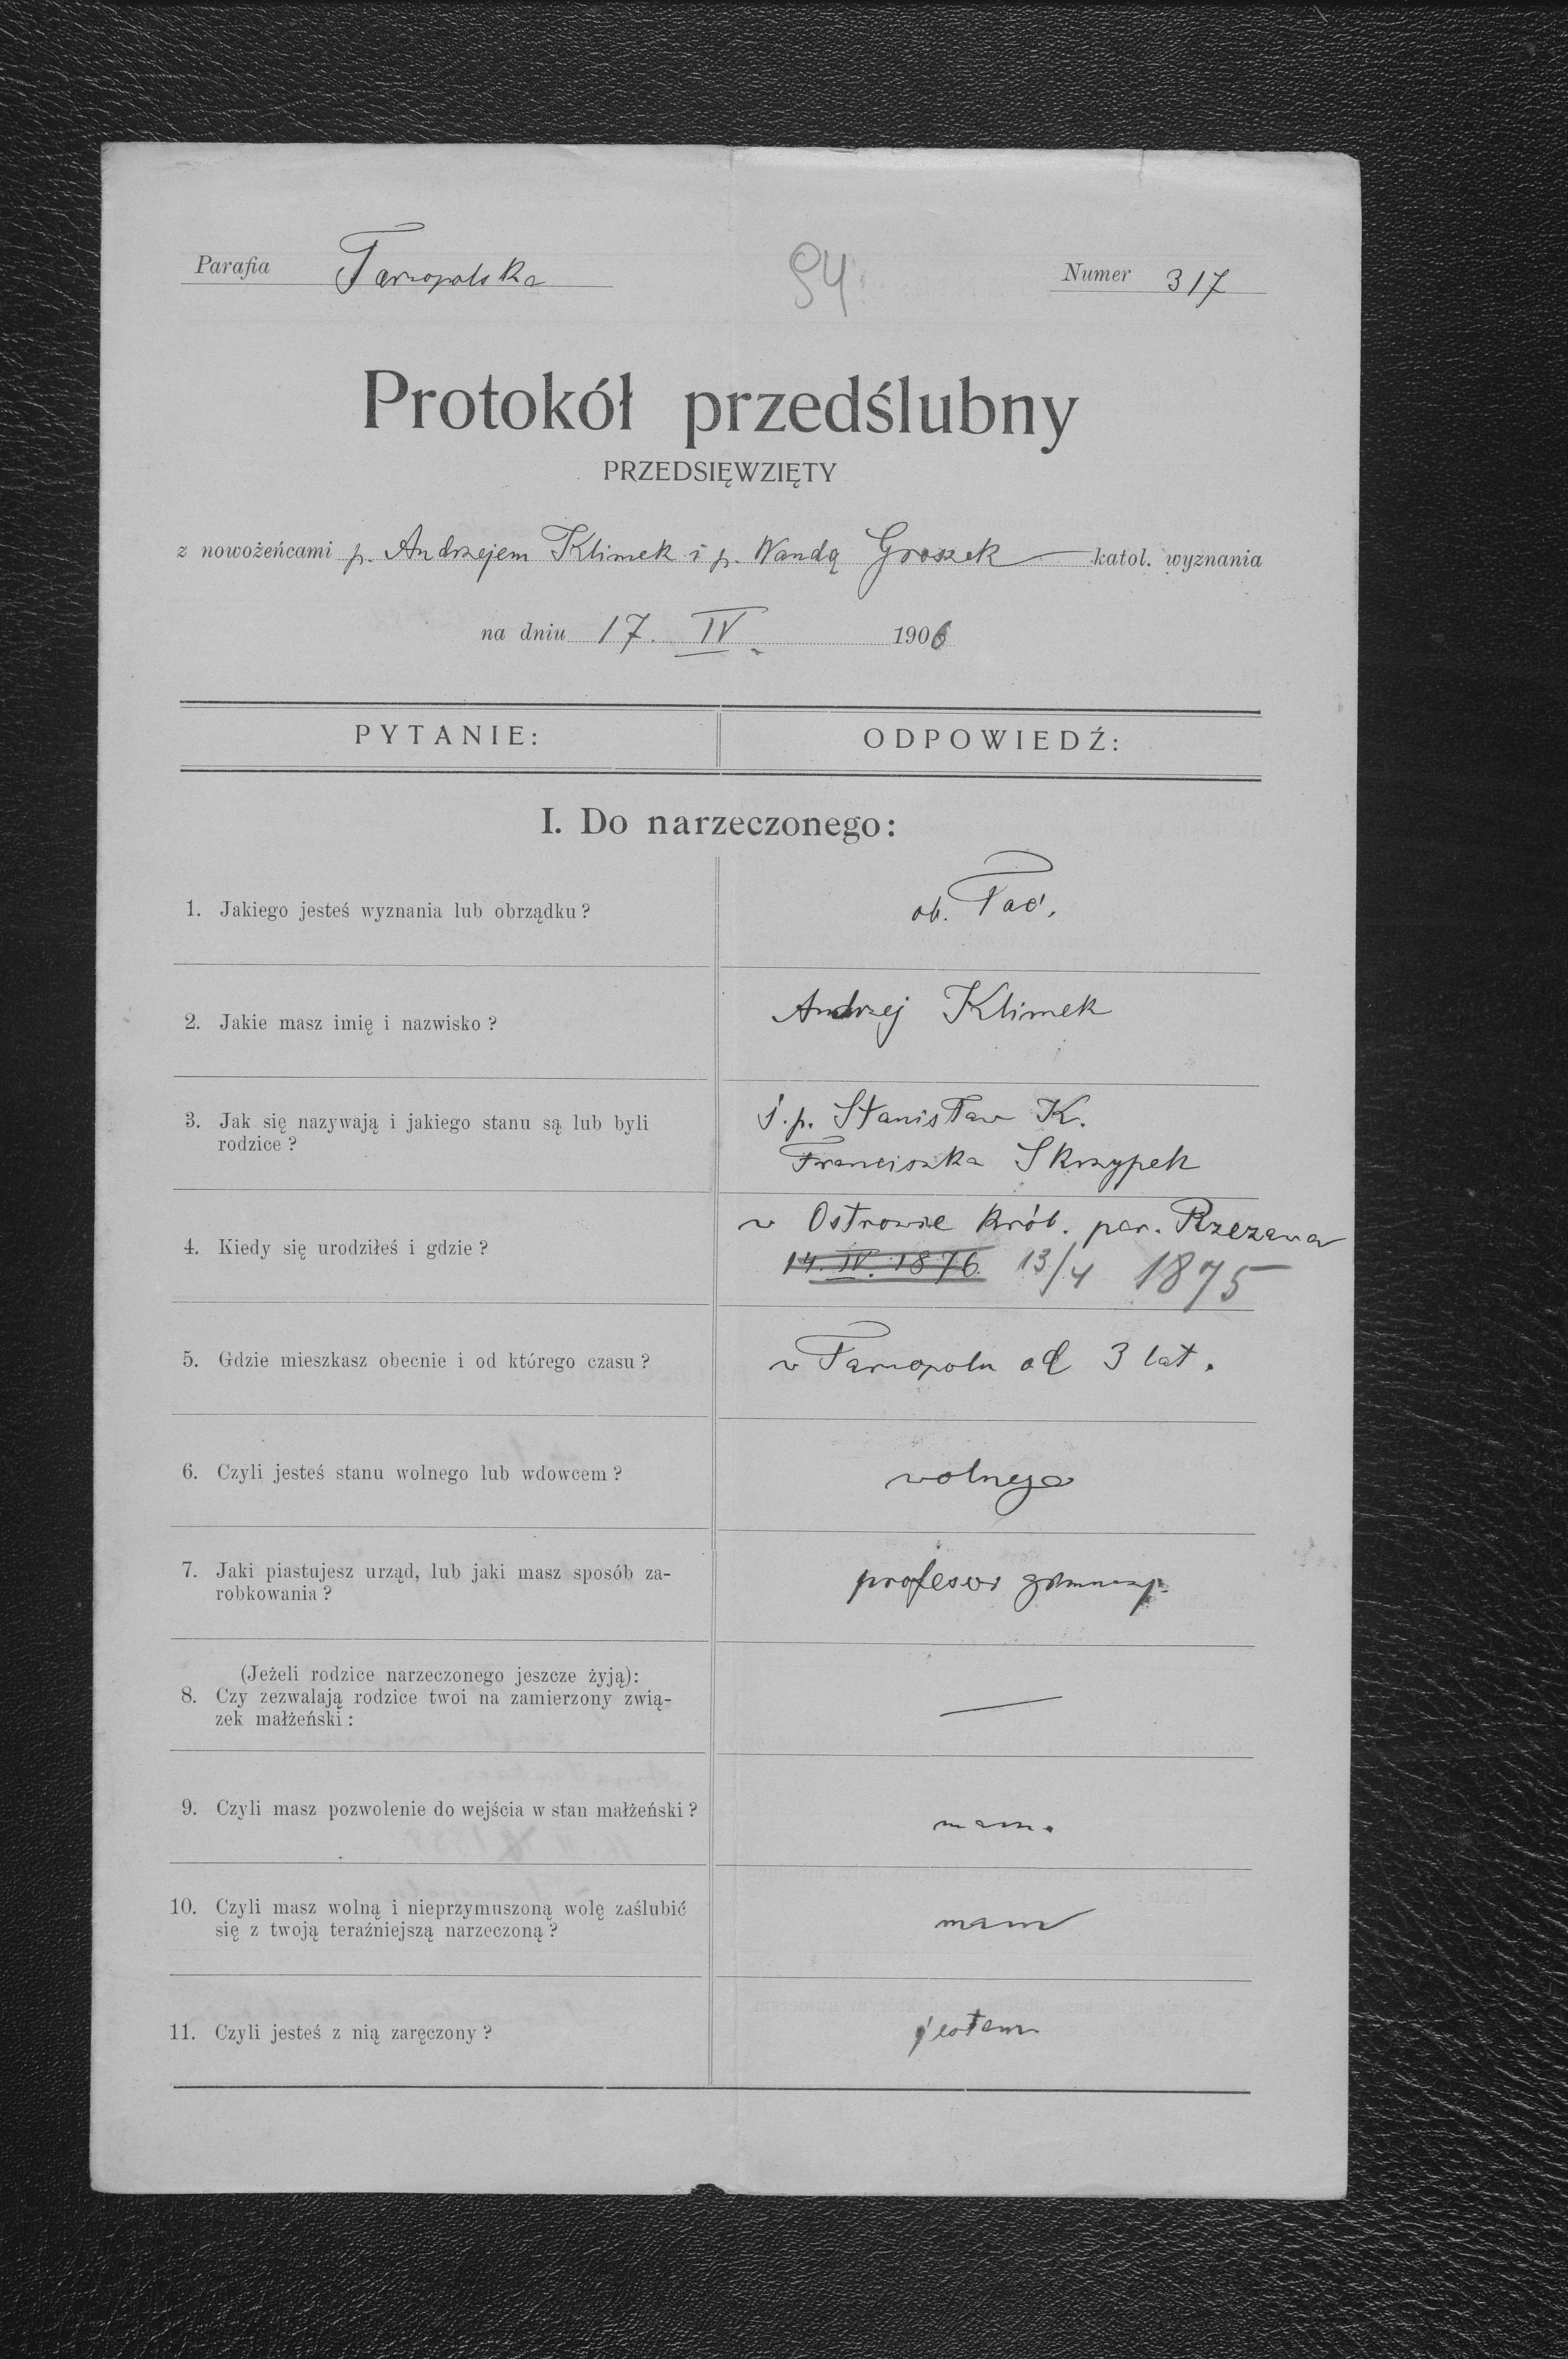 Parafia Tarnopolska 94. Numer 317
Protokół przedślubny
PRZEDSIĘWZIĘTY
z nowożeńcami p. Andrzejem Klimek i p. Wandą Groszek — katol. wyznania
na dniu 17. IV. 1906
PYTANIE: ODPOWIEDŹ:
I. Do narzeczonego:
1. Jakiego jesteś wyznania lub obrządku? ob. łać.
2. Jakie masz imię i nazwisko? Andrzej Klimek
3. Jak się nazywają i jakiego stanu są lub byli
rodzice?
ś.p. Stanisław K.
Franciszka Skrzypek
4. Kiedy się urodziłeś i gdzie?
w Ostrowie Król. par. Rzezawa
14. IV. 1876 13/4 1875
5. Gdzie mieszkasz obecnie i od którego czasu? w Tarnopolu od 3 lat.
6. Czyli jesteś stanu wolnego lub wdowcem? wolnego
7. Jaki piastujesz urząd, lub jaki masz sposób za-
robkowania?
profesor
(Jeżeli rodzice narzeczonego jeszcze żyją):
8. Czy zezwalają rodzice twoi na zamierzony zwią-
zek małżeński: —
9. Czyli masz pozwolenie do wejścia w stan małżeński? mam.
10. Czyli masz wolną i nieprzymuszoną wolę zaślubić
się z twoją teraźniejszą narzeczoną?
mam
11. Czyli jesteś z nią zaręczony? jestem